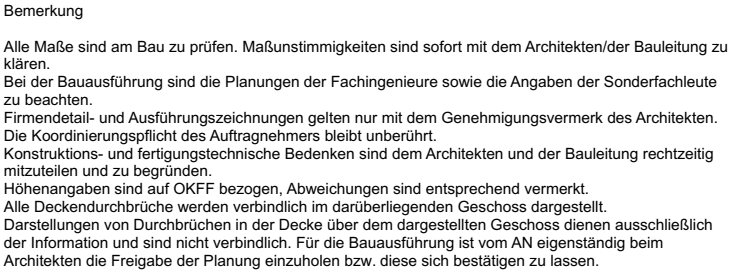 Bemerkung
Alle Maße sind am Bau zu prüfen. Maßunstimmigkeiten sind sofort mit dem Architekten/der Bauleitung zu
klären.
Bei der Bauausführung sind die Planungen der Fachingenieure sowie die Angaben der Sonderfachleute
zu beachten.
Firmendetail- und Ausführungszeichnungen gelten nur mit dem Genehmigungsvermerk des Architekten.
Die Koordinierungspflicht des Auftragnehmers bleibt unberührt.
Konstruktions- und fertigungstechnische Bedenken sind dem Architekten und der Bauleitung rechtzeitig
mitzuteilen und zu begründen.
Höhenangaben sind auf OKFF bezogen, Abweichungen sind entsprechend vermerkt.
Alle Deckendurchbrüche werden verbindlich im darüberliegenden Geschoss dargestellt.
Darstellungen von Durchbrüchen in der Decke über dem dargestellten Geschoss dienen ausschließlich
der Information und sind nicht verbindlich. Für die Bauausführung ist vom AN eigenständig beim
Architekten die Freigabe der Planung einzuholen bzw. diese sich bestätigen zu lassen.